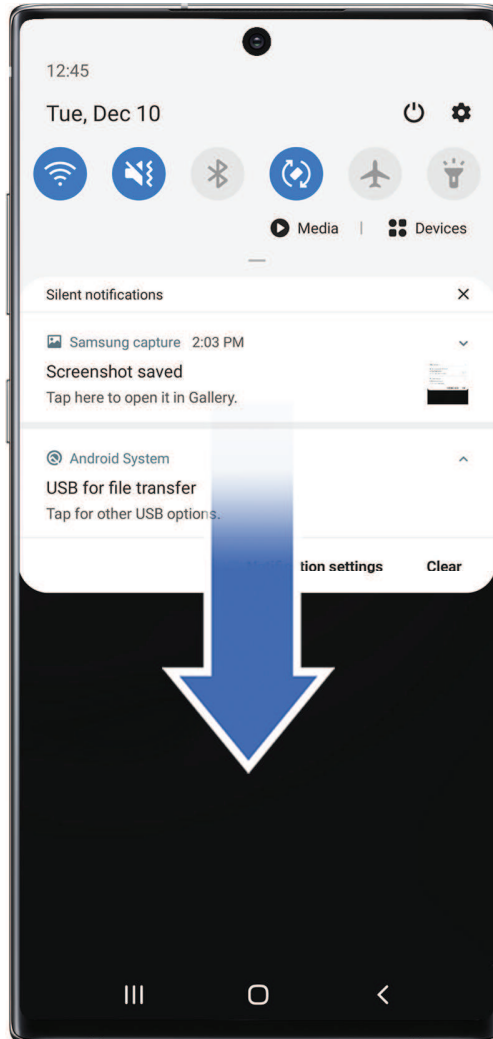 12:45
Tue, Dec 10
Media | Devices
Silent notifications
Samsung capture 2:03 PM
Screenshot saved
Tap here to open it in Gallery.
Android System
USB for file transfer
Tap for other USB options.
settings Clear